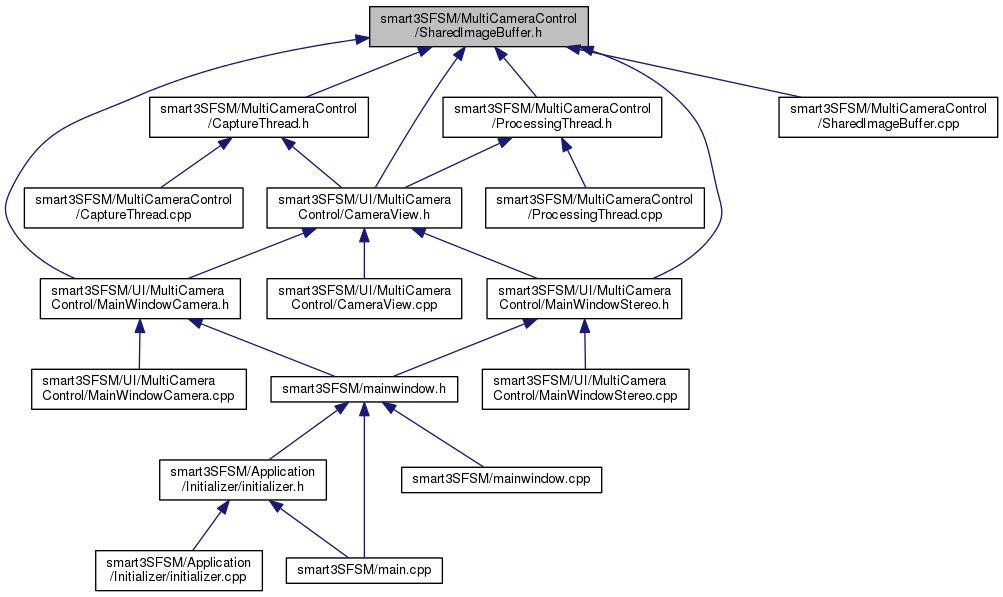 smart3SFSM/MultiCameraControl
/SharedImageBuffer.h
smart3SFSM/MultiCameraControl
/CaptureThread.h
smart3SFSM/MultiCameraControl
/ProcessingThread.h
smart3SFSM/MultiCameraControl
/SharedImageBuffer.cpp
smart3SFSM/MultiCameraControl
/CaptureThread.cpp
smart3SFSM/UI/MultiCamera
Control/CameraView.h
smart3SFSM/MultiCameraControl
/ProcessingThread.cpp
smart3SFSM/UI/MultiCamera
Control/MainWindowCamera.h
smart3SFSM/UI/MultiCamera
Control/CameraView.cpp
smart3SFSM/UI/MultiCamera
Control/MainWindowStereo.h
smart3SFSM/UI/MultiCamera
Control/MainWindowCamera.cpp
smart3SFSM/mainwindow.h
smart3SFSM/UI/MultiCamera
Control/MainWindowStereo.cpp
smart3SFSM/Application
/Initializer/initializer.h
smart3SFSM/mainwindow.cpp
smart3SFSM/Application
/Initializer/initializer.cpp
smart3SFSM/main.cpp